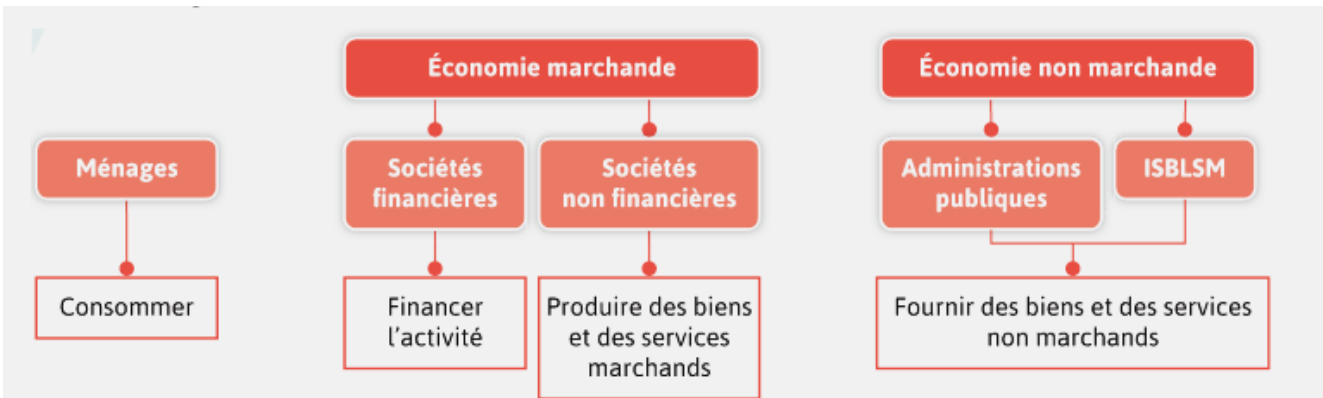 Économie marchande
Économie non marchande
Ménages
Sociétés
financières
Sociétés
non financières
Administrations
publiques
ISBLSM
Consommer
Financer
l'activité
Produire des biens
et des services
marchands
Fournir des biens et des services
non marchands